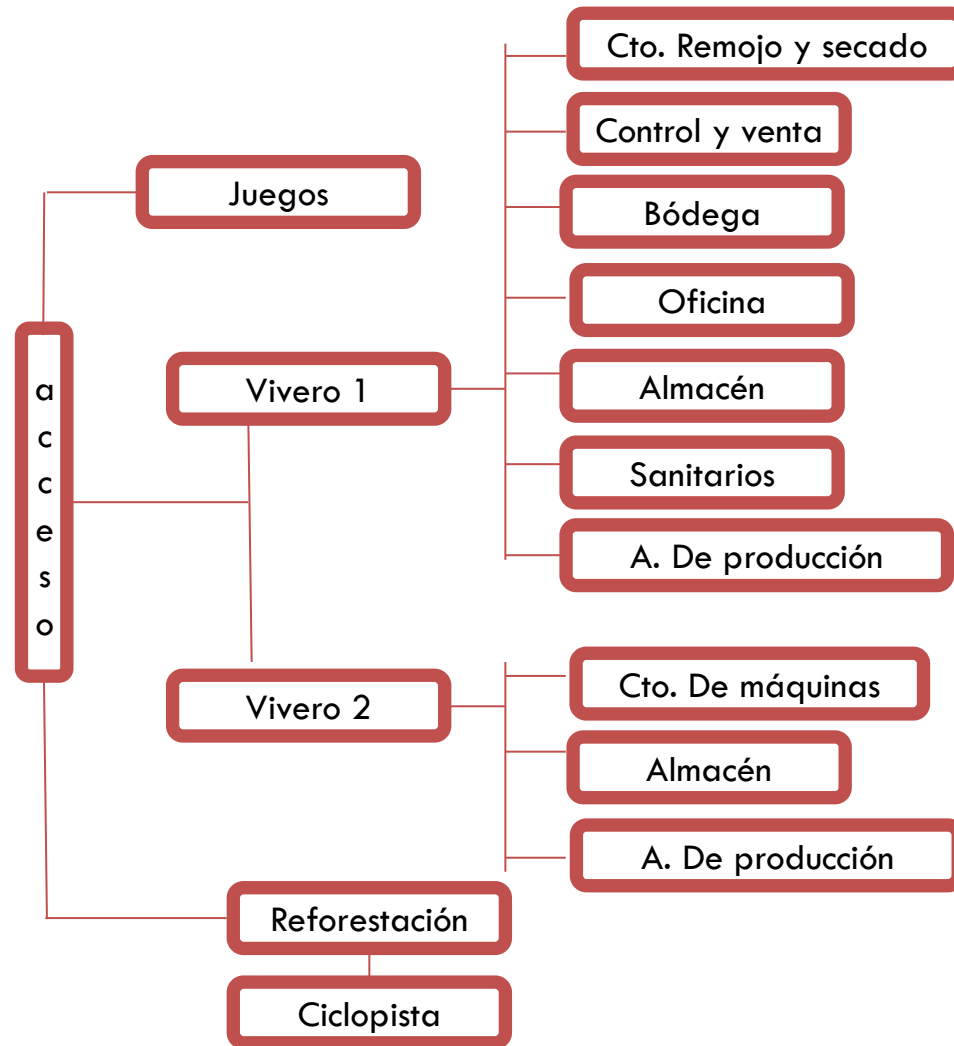 acceso
Juegos
Vivero 1
Cto. Remojo y secado
Control y venta
Bódega
Oficina
Almacén
Sanitarios
A. De producción
Vivero 2
Cto. De máquinas
Almacén
A. De producción
Reforestación
Ciclopista